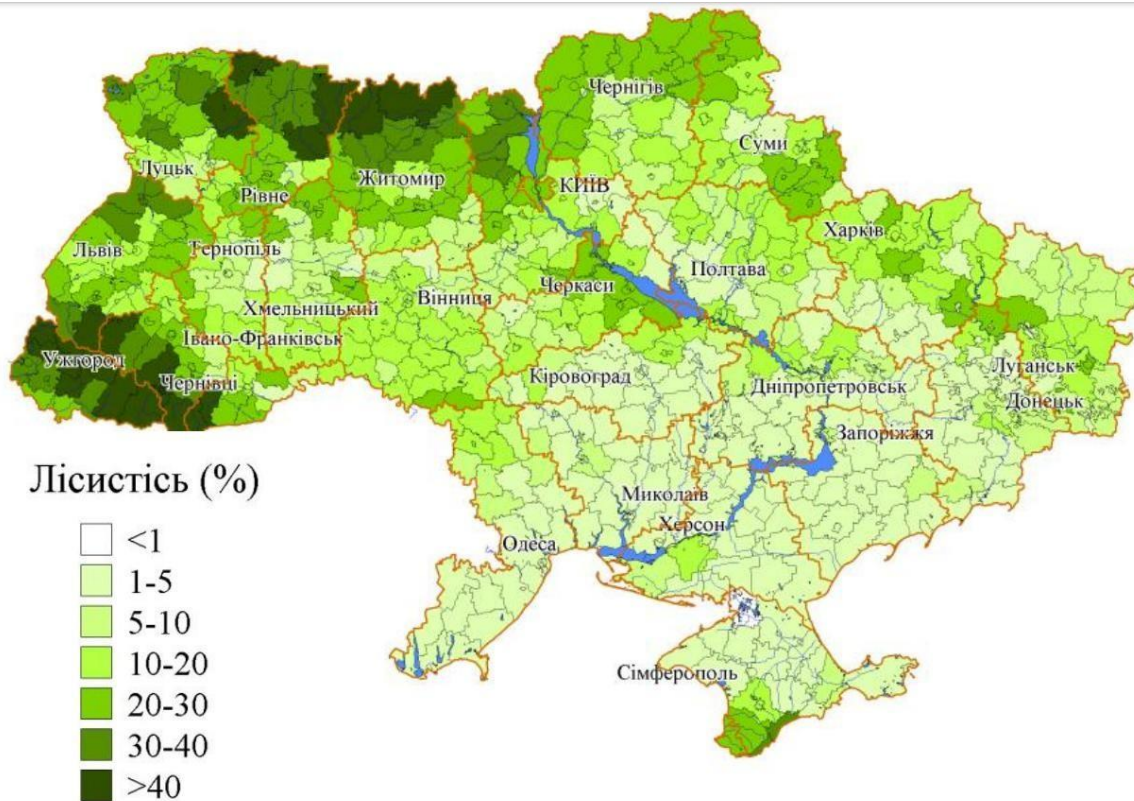 Чернігів
Суми
Луцьк
Рівне
Житомир
КИЇВ
Харків
Львів
Тернопіль
Полтава
Черкаси
Вінниця
Хмельницький
Івано-Франківськ
Ужгород
Чернівці
Кіровоград
Дніпропетровськ
Луганськ
Донецьк
Запоріжжя
Лісистісь (%)
Миколаїв
Херсон
Одеса
<1
1-5
5-10
10-20
Сімферополь
20-30
30-40
>40